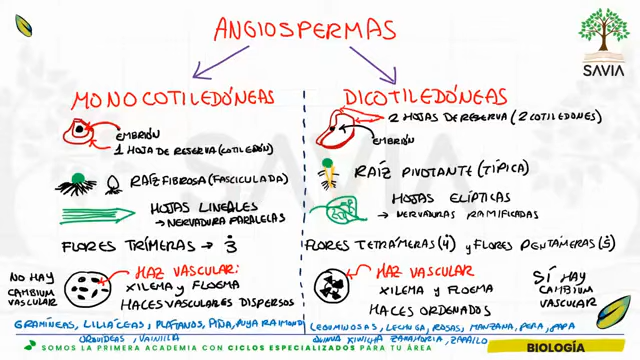 ANGIOSPERMAS
SAVIA
MONOCOTILEDÓNEAS
EMBRIÓN
1 HOJA DE RESERVA (COTILEDÓN)
RAÍZ FIBROSA (FASCICULADA)
HOJAS LINEALES
→ NERVADURA PARALELAS
FLORES TRÍMERAS → 3
NO HAY
CAMBIUM
VASCULAR
HAZ VASCULAR:
XILEMA Y FLOEMA
HACES VASCULARES DISPERSOS
GRAMÍNEAS, LILIÁCEAS, PLÁTANOS, PIÑA, PUYA RAIMONDI
ORQUIDEAS, VAINILLA
DICOTILEDÓNEAS
2 HOJAS DE RESERVA (2 COTILEDONES)
EMBRIÓN
RAÍZ PIVOTANTE (TÍPICA)
HOJAS ELÍPTICAS
→ NERVADURAS RAMIFICADAS
FLORES TETRÁMERAS (4) y FLORES PENTÁMERAS (5)
HAZ VASCULAR
XILEMA Y FLOEMA
HACES ORDENADOS
SÍ HAY
CAMBIUM
VASCULAR
LEGUMINOSAS, LECHUGA, ROSAS, MANZANA, PERA, PAPA
ZANAHORIA, ZAPALLO
SOMOS LA PRIMERA ACADEMIA CON CICLOS ESPECIALIZADOS PARA TU ÁREA
BIOLOGÍA